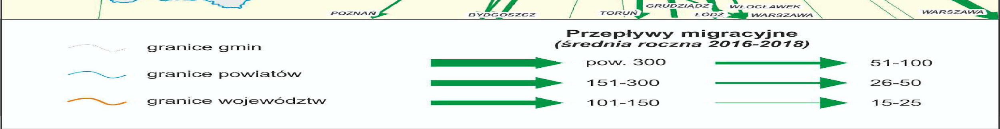 GRUDZIĄDZ WŁOCŁAWEK
POZNAŃ BYDGOSZCZ TORUŃ ŁÓDŹ WARSZAWA WARSZAWA
Przepływy migracyjne
(średnia roczna 2016-2018)
granice gmin
granice powiatów
granice województw
pow. 300
151-300
101-150
51-100
26-50
15-25